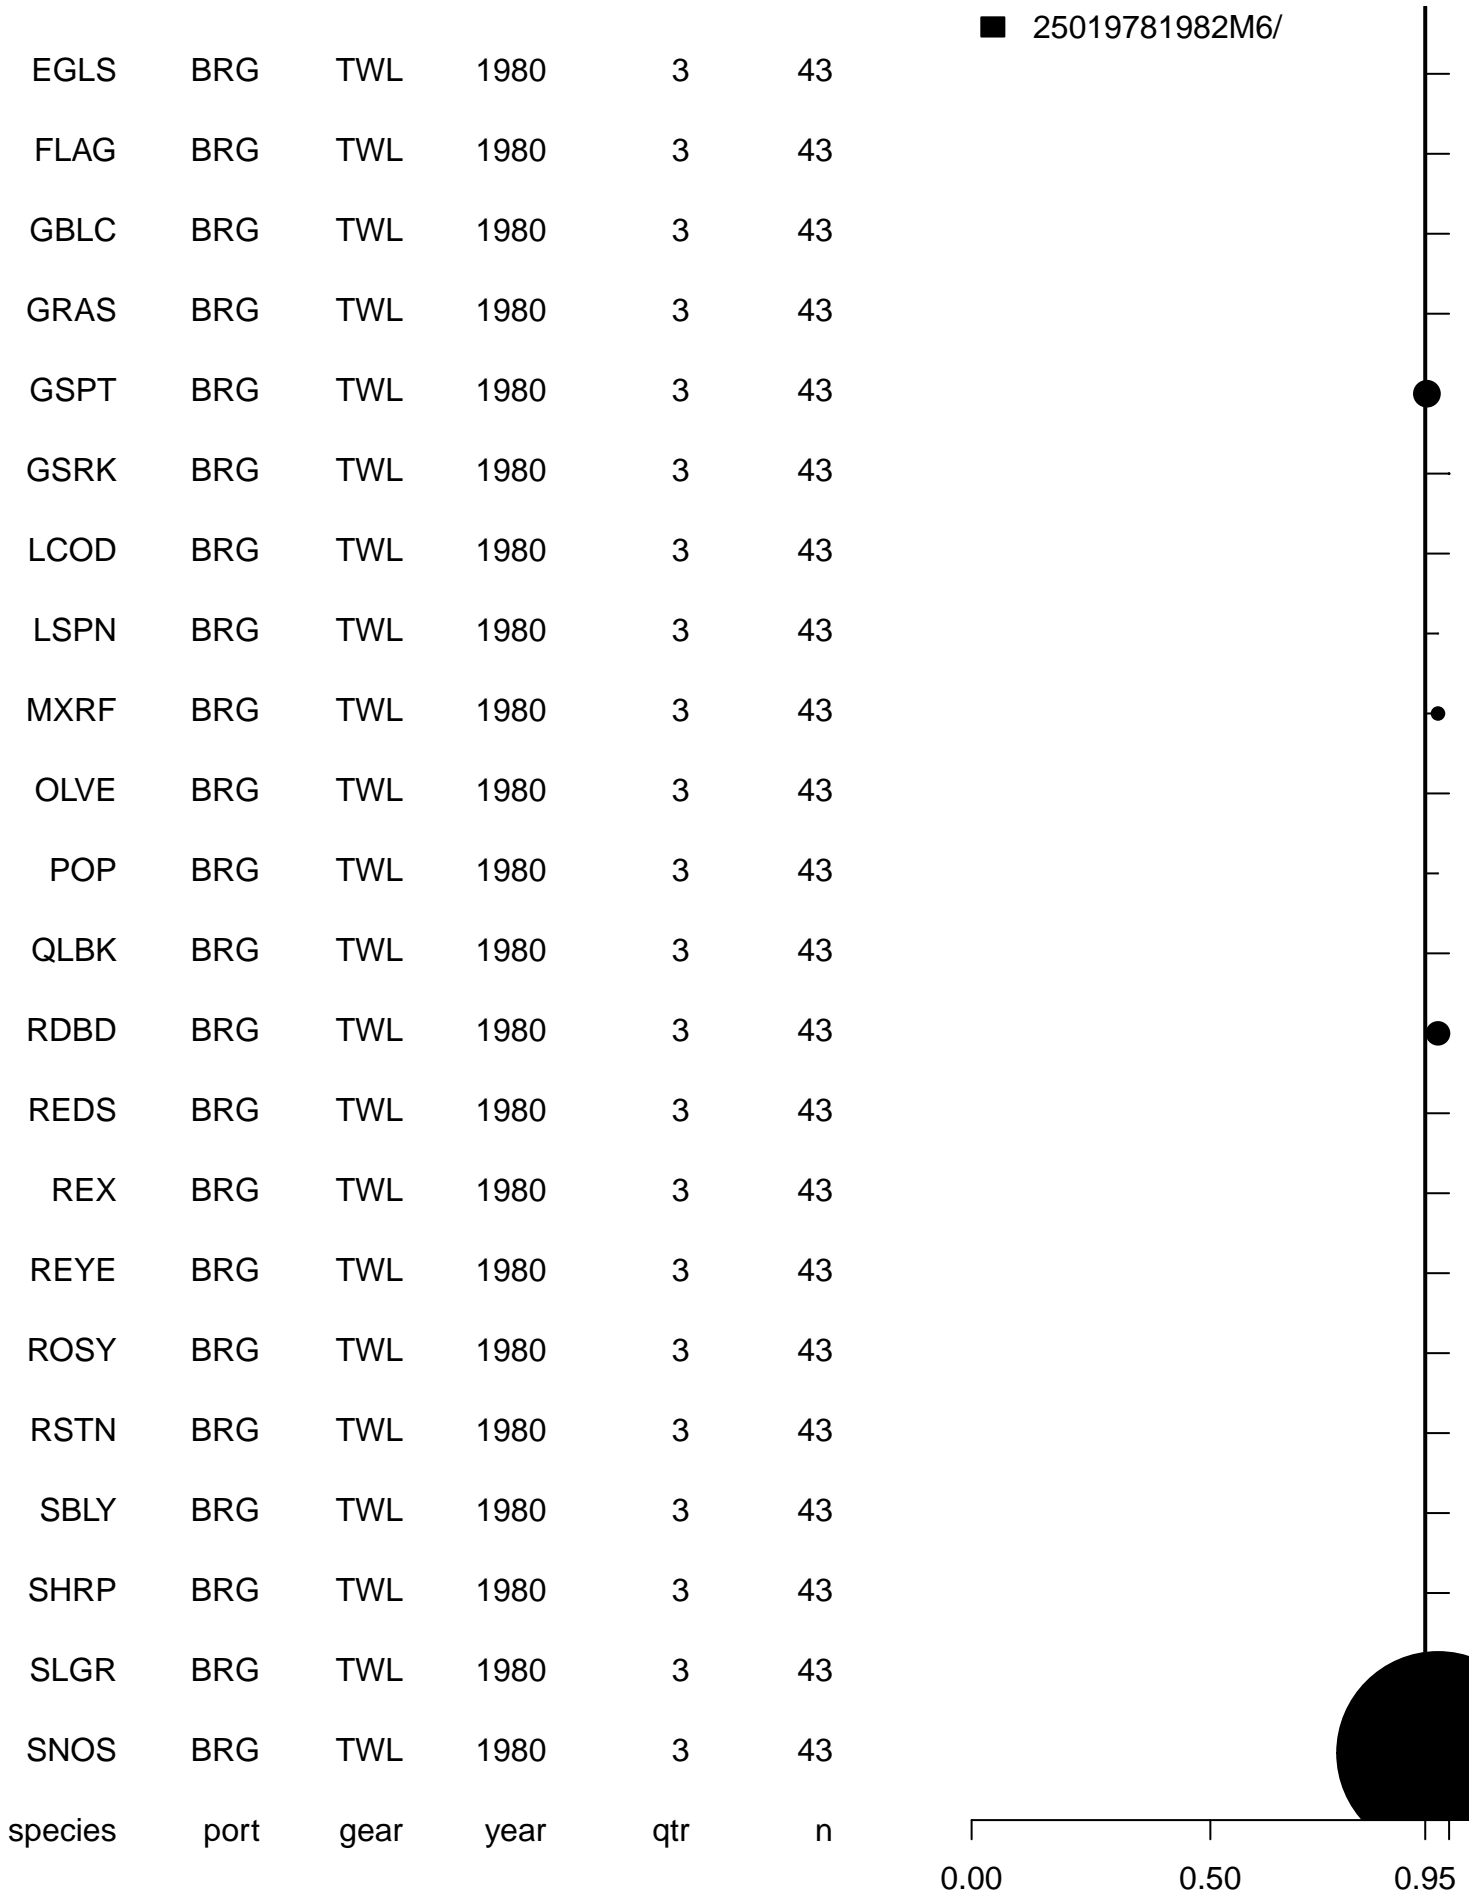 25019781982M6/
EGLS BRG TWL 1980 3 43
FLAG BRG TWL 1980 3 43
GBLC BRG TWL 1980 3 43
GRAS BRG TWL 1980 3 43
GSPT BRG TWL 1980 3 43
GSRK BRG TWL 1980 3 43
LCOD BRG TWL 1980 3 43
LSPN BRG TWL 1980 3 43
MXRF BRG TWL 1980 3 43
OLVE BRG TWL 1980 3 43
POP BRG TWL 1980 3 43
QLBK BRG TWL 1980 3 43
RDBD BRG TWL 1980 3 43
REDS BRG TWL 1980 3 43
REX BRG TWL 1980 3 43
REYE BRG TWL 1980 3 43
ROSY BRG TWL 1980 3 43
RSTN BRG TWL 1980 3 43
SBLY BRG TWL 1980 3 43
SHRP BRG TWL 1980 3 43
SLGR BRG TWL 1980 3 43
SNOS BRG TWL 1980 3 43
species port gear year qtr n
0.00 0.50 0.95